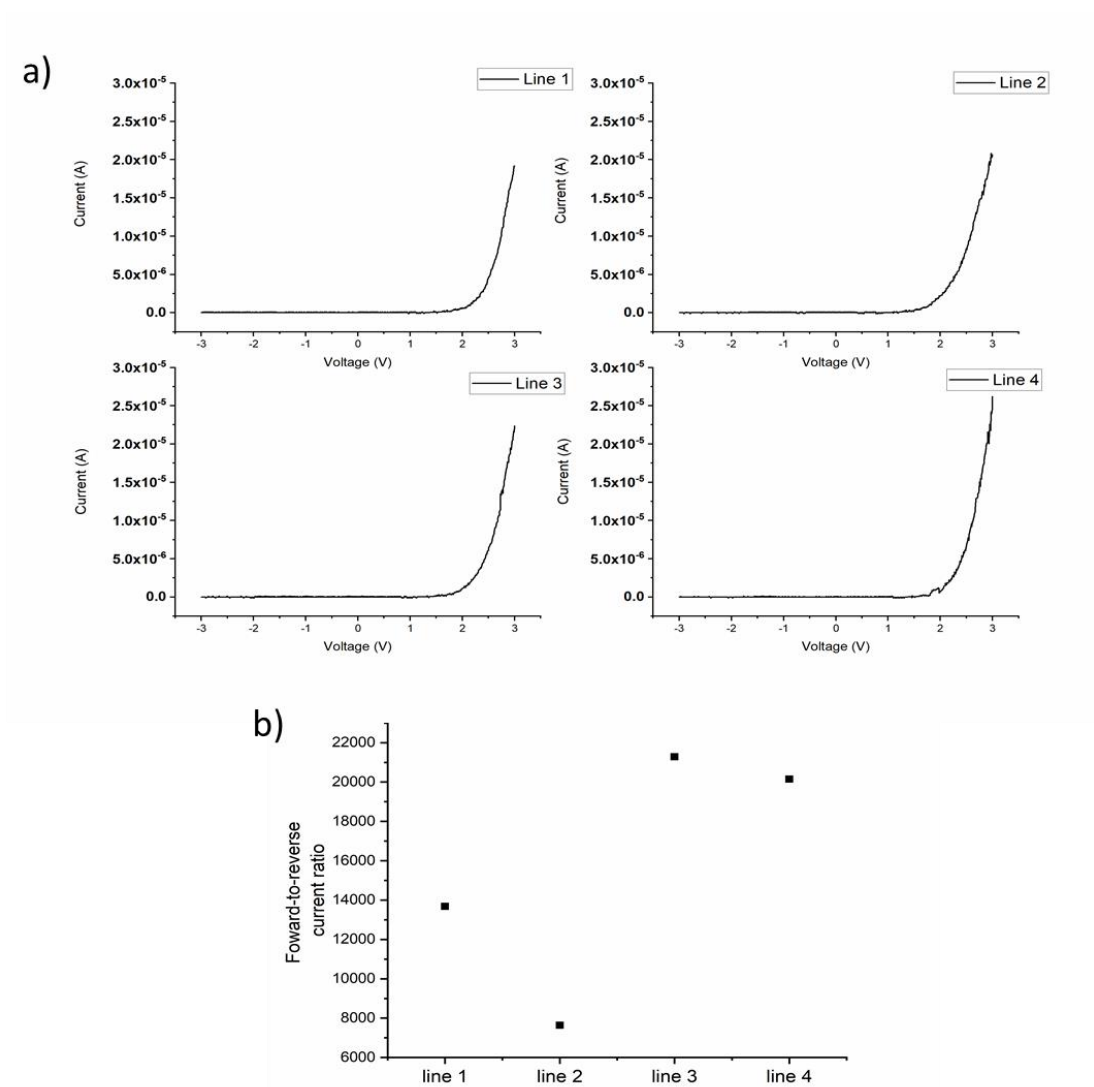 a)
Line 1
3.0x10⁻⁵
2.5x10⁻⁵
2.0x10⁻⁵
1.5x10⁻⁵
1.0x10⁻⁵
5.0x10⁻⁶
0.0
Current (A)
-3 -2 -1 0 1 2 3
Voltage (V)
Line 2
3.0x10⁻⁵
2.5x10⁻⁵
2.0x10⁻⁵
1.5x10⁻⁵
1.0x10⁻⁵
5.0x10⁻⁶
0.0
Current (A)
-3 -2 -1 0 1 2 3
Voltage (V)
Line 3
3.0x10⁻⁵
2.5x10⁻⁵
2.0x10⁻⁵
1.5x10⁻⁵
1.0x10⁻⁵
5.0x10⁻⁶
0.0
Current (A)
-3 -2 -1 0 1 2 3
Voltage (V)
Line 4
3.0x10⁻⁵
2.5x10⁻⁵
2.0x10⁻⁵
1.5x10⁻⁵
1.0x10⁻⁵
5.0x10⁻⁶
0.0
Current (A)
-3 -2 -1 0 1 2 3
Voltage (V)
b)
22000
20000
18000
16000
14000
12000
10000
8000
6000
Foward-to-reverse
current ratio
line 1 line 2 line 3 line 4